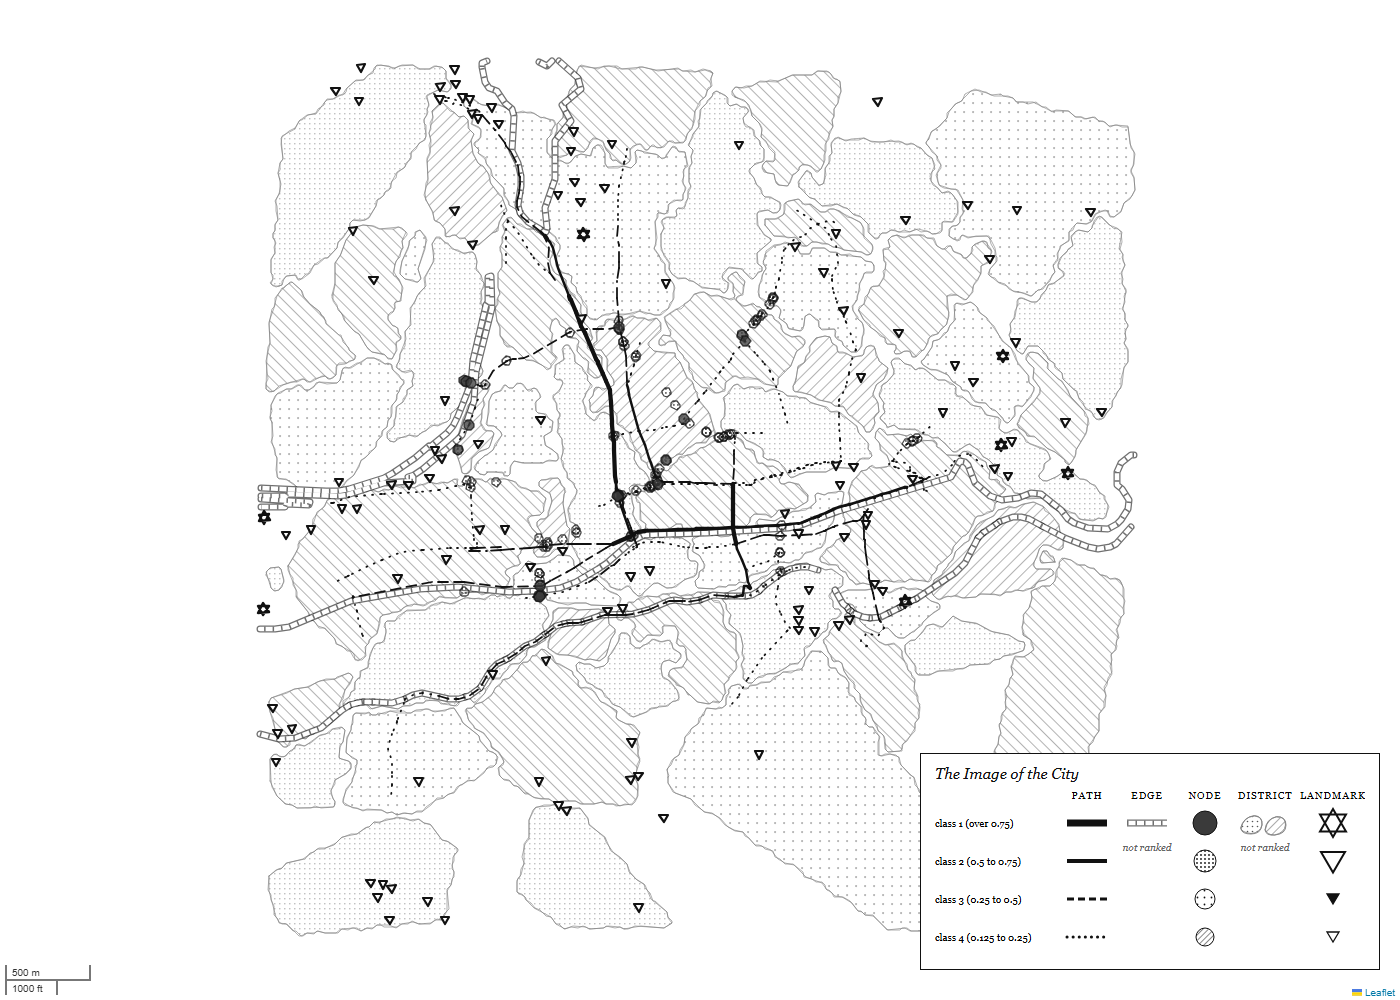 The Image of the City
PATH EDGE NODE DISTRICT LANDMARK
class 1 (over 0.75)
not ranked not ranked
class 2 (0.5 to 0.75)
class 3 (0.25 to 0.5)
class 4 (0.125 to 0.25)
500 m
1000 ft
Leaflet